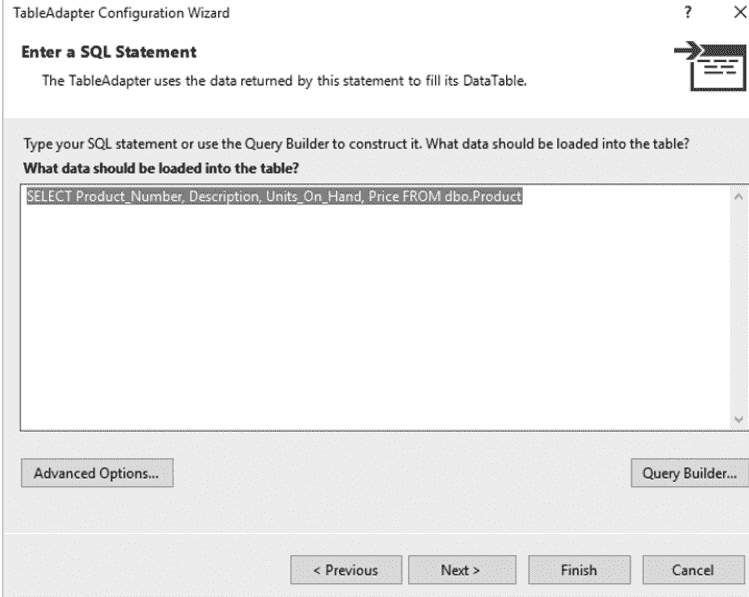 TableAdapter Configuration Wizard
?
Enter a SQL Statement
The TableAdapter uses the data returned by this statement to fill its DataTable.
Type your SQL statement or use the Query Builder to construct it. What data should be loaded into the table?
What data should be loaded into the table?
SELECT Product_Number, Description, Units_On_Hand, Price FROM dbo.Product
Advanced Options...
Query Builder...
< Previous
Next >
Finish
Cancel